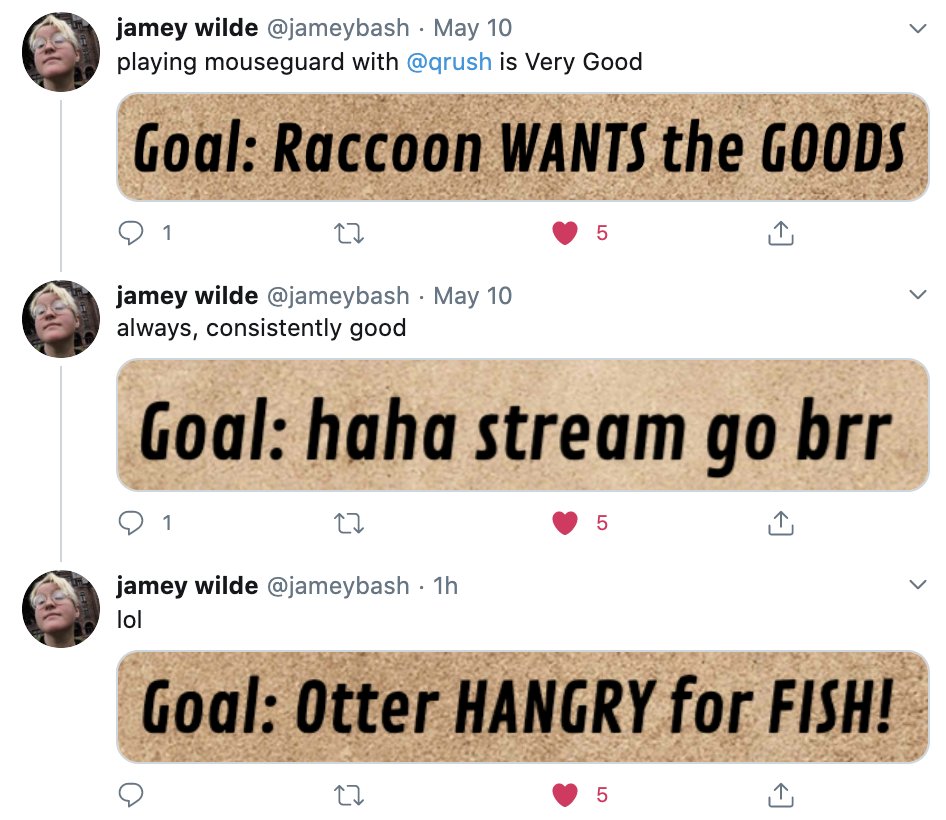 jamey wilde @jameybash · May 10
playing mouseguard with @qrush is Very Good
Goal: Raccoon WANTS the GOODS
1 5
jamey wilde @jameybash · May 10
always, consistently good
Goal: haha stream go brr
1 5
jamey wilde @jameybash · 1h
lol
Goal: Otter HANGRY for FISH!
5